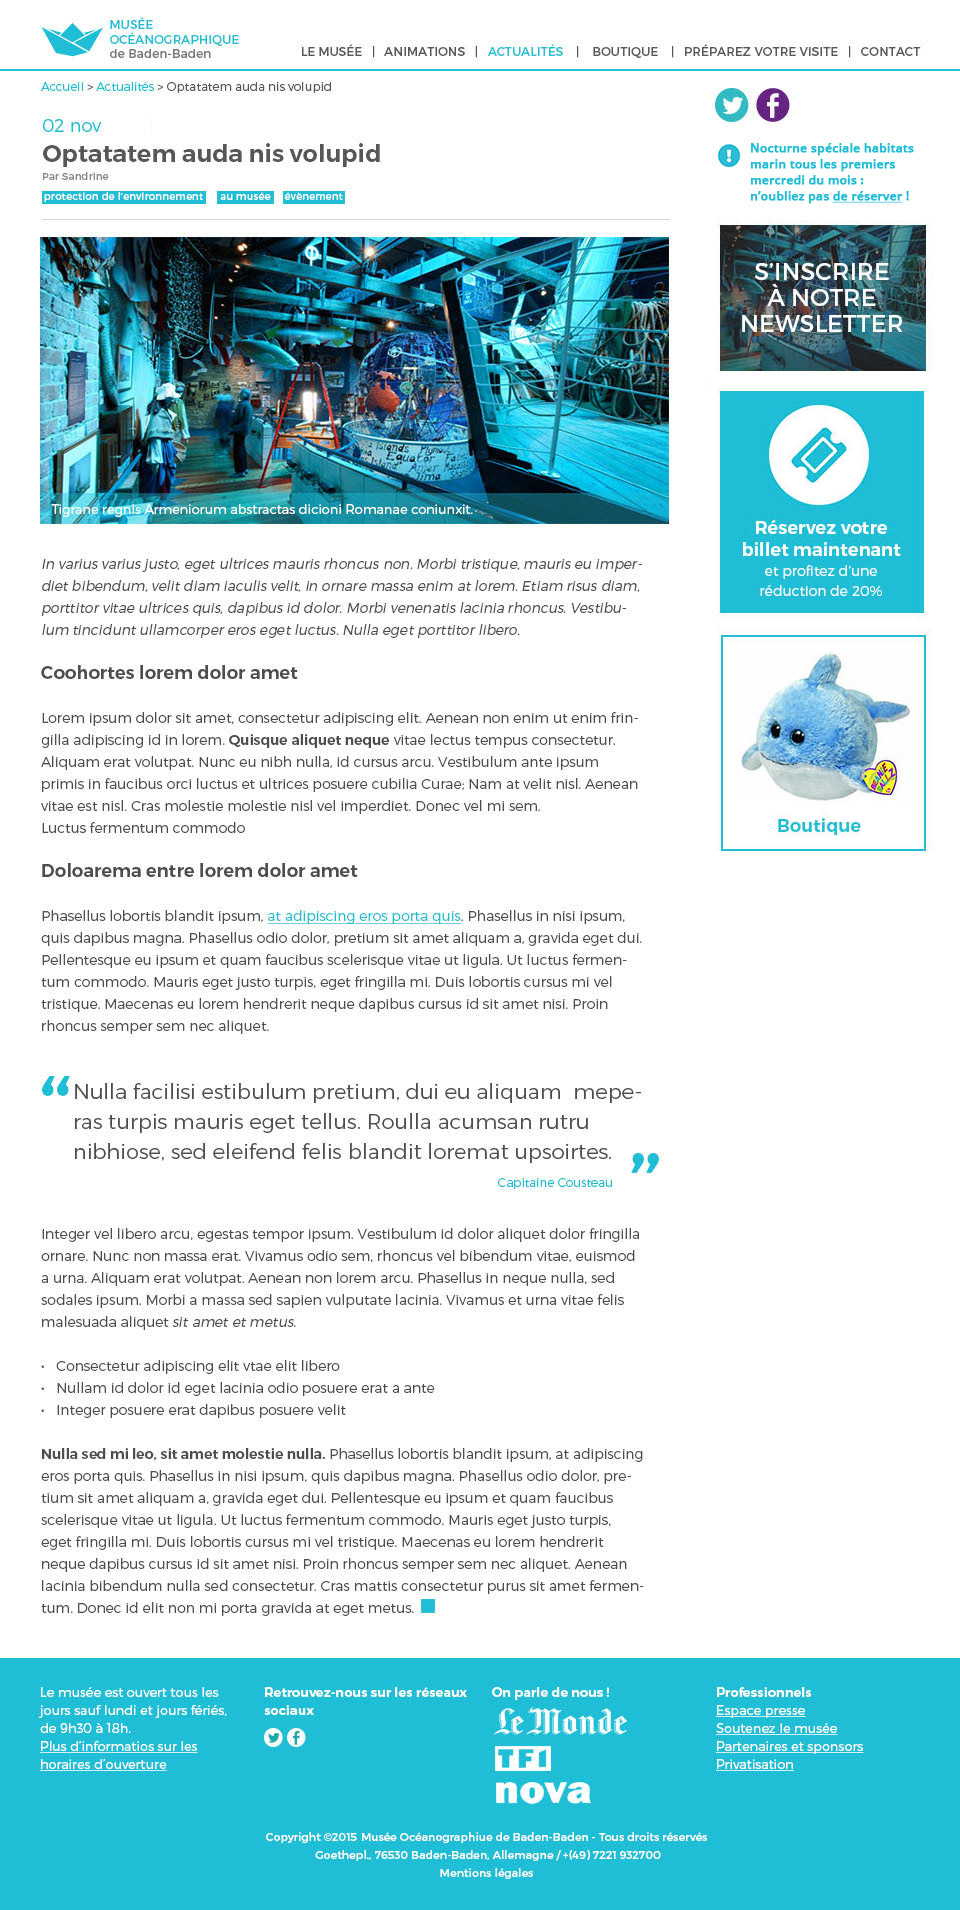 MUSÉE
OCÉANOGRAPHIQUE
de Baden-Baden
LE MUSÉE | ANIMATIONS | ACTUALITÉS | BOUTIQUE | PRÉPAREZ VOTRE VISITE | CONTACT
Accueil > Actualités > Optatatem auda nis volupid
02 nov
Optatatem auda nis volupid
Par Sandrine
protection de l'environnement au musée évènement
Tigrane regnis Armeniorum abstractas dicioni Romanae coniunxit.
In varius varius justo, eget ultrices mauris rhoncus non. Morbi tristique, mauris eu imper-
diet bibendum, velit diam iaculis velit, in ornare massa enim at lorem. Etiam risus diam,
porttitor vitae ultrices quis, dapibus id dolor. Morbi venenatis lacinia rhoncus. Vestibu-
lum tincidunt ullamcorper eros eget luctus. Nulla eget porttitor libero.
Coohortes lorem dolor amet
Lorem ipsum dolor sit amet, consectetur adipiscing elit. Aenean non enim ut enim frin-
gilla adipiscing id in lorem. Quisque aliquet neque vitae lectus tempus consectetur.
Aliquam erat volutpat. Nunc eu nibh nulla, id cursus arcu. Vestibulum ante ipsum
primis in faucibus orci luctus et ultrices posuere cubilia Curae; Nam at velit nisl. Aenean
vitae est nisl. Cras molestie molestie nisl vel imperdiet. Donec vel mi sem.
Luctus fermentum commodo
Doloarema entre lorem dolor amet
Phasellus lobortis blandit ipsum, at adipiscing eros porta quis. Phasellus in nisi ipsum,
quis dapibus magna. Phasellus odio dolor, pretium sit amet aliquam a, gravida eget dui.
Pellentesque eu ipsum et quam faucibus scelerisque vitae ut ligula. Ut luctus fermen-
tum commodo. Mauris eget justo turpis, eget fringilla mi. Duis lobortis cursus mi vel
tristique. Maecenas eu lorem hendrerit neque dapibus cursus id sit amet nisi. Proin
rhoncus semper sem nec aliquet.
“ Nulla facilisi estibulum pretium, dui eu aliquam mepe-
ras turpis mauris eget tellus. Roulla acumsan rutru
nibhiose, sed eleifend felis blandit loremat upsoirtes. ”
Capitaine Cousteau
Integer vel libero arcu, egestas tempor ipsum. Vestibulum id dolor aliquet dolor fringilla
ornare. Nunc non massa erat. Vivamus odio sem, rhoncus vel bibendum vitae, euismod
a urna. Aliquam erat volutpat. Aenean non lorem arcu. Phasellus in neque nulla, sed
sodales ipsum. Morbi a massa sed sapien vulputate lacinia. Vivamus et urna vitae felis
malesuada aliquet sit amet et metus.
• Consectetur adipiscing elit vtae elit libero
• Nullam id dolor id eget lacinia odio posuere erat a ante
• Integer posuere erat dapibus posuere velit
Nulla sed mi leo, sit amet molestie nulla. Phasellus lobortis blandit ipsum, at adipiscing
eros porta quis. Phasellus in nisi ipsum, quis dapibus magna. Phasellus odio dolor, pre-
tium sit amet aliquam a, gravida eget dui. Pellentesque eu ipsum et quam faucibus
scelerisque vitae ut ligula. Ut luctus fermentum commodo. Mauris eget justo turpis,
eget fringilla mi. Duis lobortis cursus mi vel tristique. Maecenas eu lorem hendrerit
neque dapibus cursus id sit amet nisi. Proin rhoncus semper sem nec aliquet. Aenean
lacinia bibendum nulla sed consectetur. Cras mattis consectetur purus sit amet fermen-
tum. Donec id elit non mi porta gravida at eget metus.
Nocturne spéciale habitats
marin tous les premiers
mercredi du mois :
n'oubliez pas de réserver !
S'INSCRIRE
À NOTRE
NEWSLETTER
Réservez votre
billet maintenant
et profitez d'une
réduction de 20%
Boutique
Le musée est ouvert tous les
jours sauf lundi et jours fériés,
de 9h30 à 18h.
Plus d'informatios sur les
horaires d'ouverture
Retrouvez-nous sur les réseaux
sociaux
On parle de nous !
Le Monde
TF1
nova
Professionnels
Espace presse
Soutenez le musée
Partenaires et sponsors
Privatisation
Copyright ©2015 Musée Océanographiue de Baden-Baden - Tous droits réservés
Goethepl., 76530 Baden-Baden, Allemagne / +(49) 7221 932700
Mentions légales